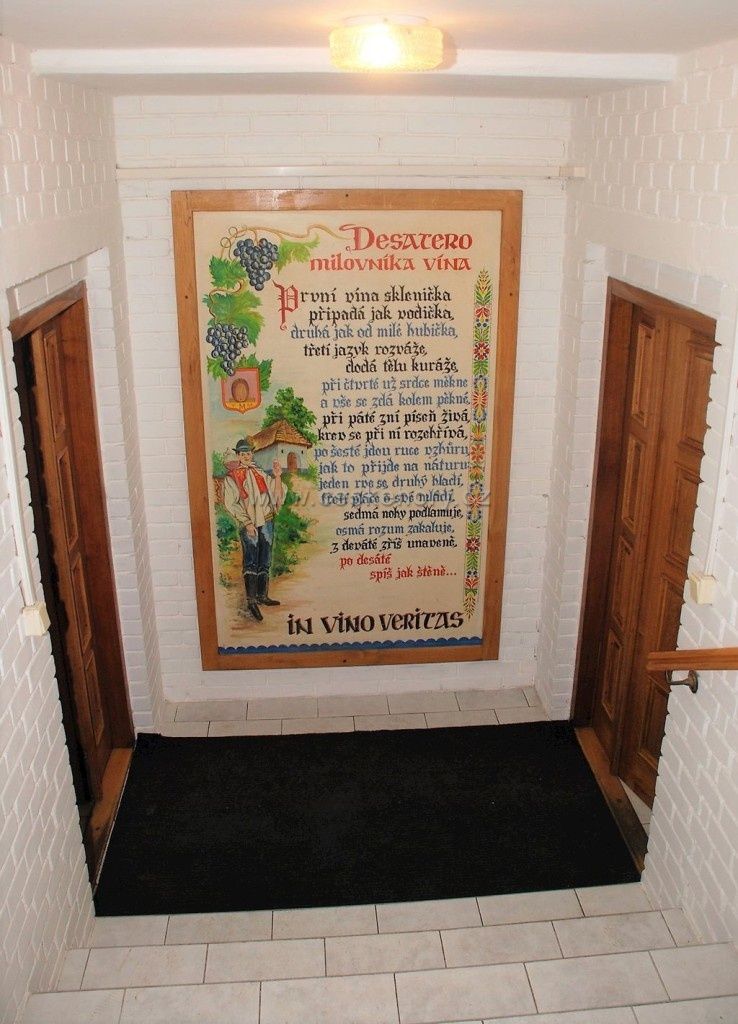 Desatero
milovníka vína
První vína sklenička
připadá jak vodička,
druhá jak od milé hubička,
třetí jazyk rozváže,
dodá tělu kuráže,
při čtvrté už srdce měkne
a vše se zdá kolem pěkné,
při páté zní píseň živá,
krev se při ní rozehřívá,
po šesté jdou ruce vzhůru
jak to přijde na náturu
jeden rve se, druhý hladí,
třetí pláče o své mládí,
sedmá nohy podlamuje,
osmá rozum zakaluje,
z deváté zříš unaveně,
po desáté
spíš jak štěně...
in vino veritas